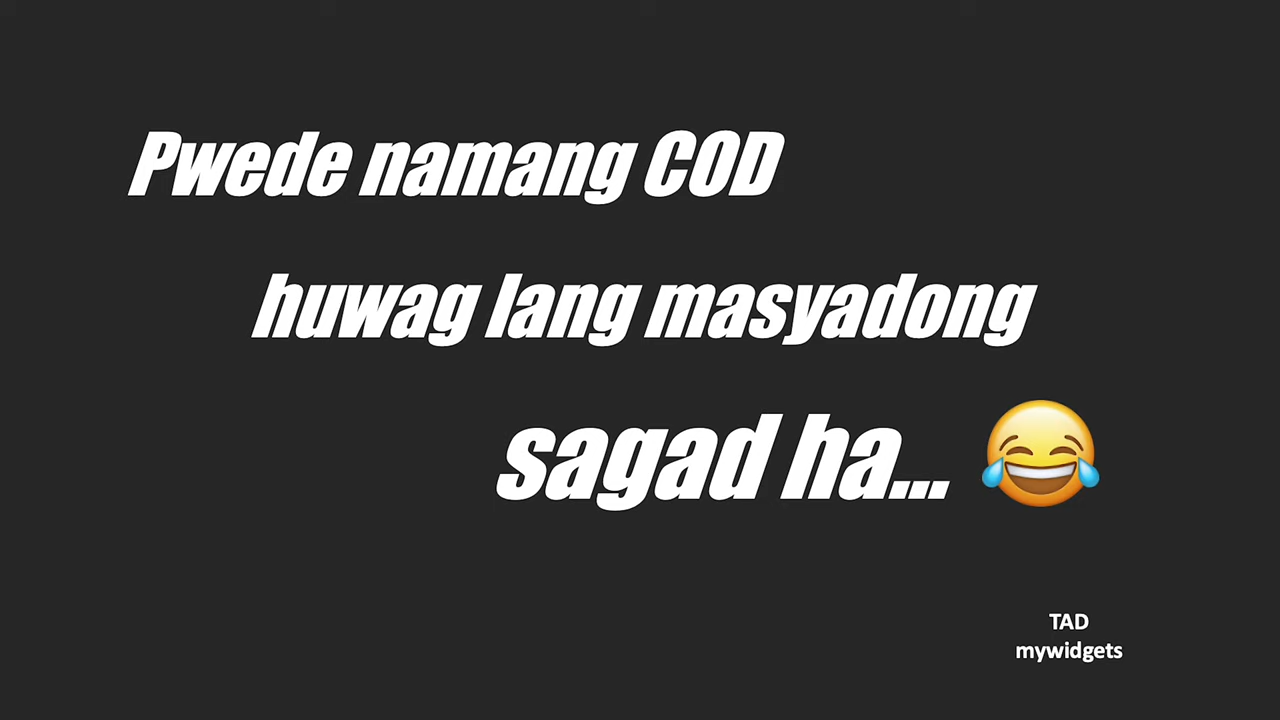 Pwede namang COD
huwag lang masyadong
sagad ha... 😂
TAD
mywidgets